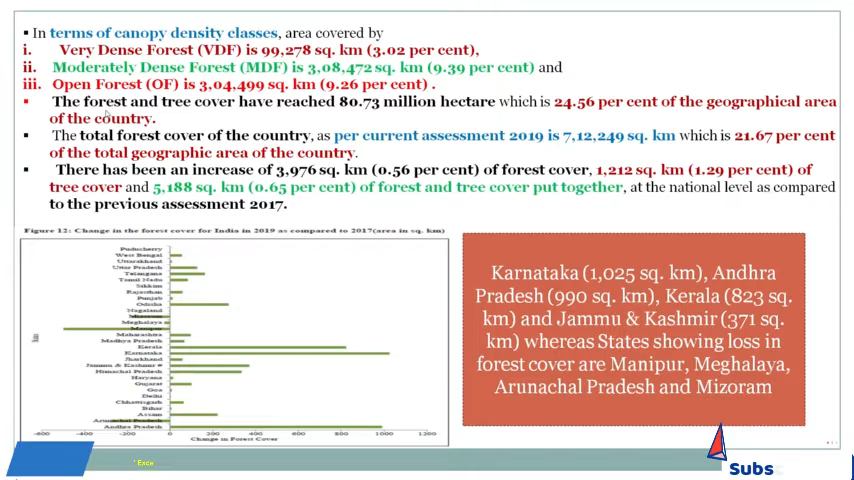 ▪ In terms of canopy density classes, area covered by
i. Very Dense Forest (VDF) is 99,278 sq. km (3.02 per cent),
ii. Moderately Dense Forest (MDF) is 3,08,472 sq. km (9.39 per cent) and
iii. Open Forest (OF) is 3,04,499 sq. km (9.26 per cent) .
▪ The forest and tree cover have reached 80.73 million hectare which is 24.56 per cent of the geographical area
of the country.
▪ The total forest cover of the country, as per current assessment 2019 is 7,12,249 sq. km which is 21.67 per cent
of the total geographic area of the country.
▪ There has been an increase of 3,976 sq. km (0.56 per cent) of forest cover, 1,212 sq. km (1.29 per cent) of
tree cover and 5,188 sq. km (0.65 per cent) of forest and tree cover put together, at the national level as compared
to the previous assessment 2017.
Figure 12: Change in the forest cover for India in 2019 as compared to 2017(area in sq. km)
Puducherry
West Bengal
Uttarakhand
Uttar Pradesh
Telangana
Tamil Nadu
Sikkim
Rajasthan
Punjab
Odisha
Nagaland
Mizoram
Meghalaya
Manipur
Maharashtra
Madhya Pradesh
Kerala
Karnataka
Jharkhand
Jammu & Kashmir #
Himachal Pradesh
Haryana
Gujarat
Goa
Delhi
Chhattisgarh
Bihar
Assam
Arunachal Pradesh
Andhra Pradesh
-600 -400 -200 0 200 400 600 800 1000 1200
Change in Forest Cover
Karnataka (1,025 sq. km), Andhra
Pradesh (990 sq. km), Kerala (823 sq.
km) and Jammu & Kashmir (371 sq.
km) whereas States showing loss in
forest cover are Manipur, Meghalaya,
Arunachal Pradesh and Mizoram
* Exce
Subs